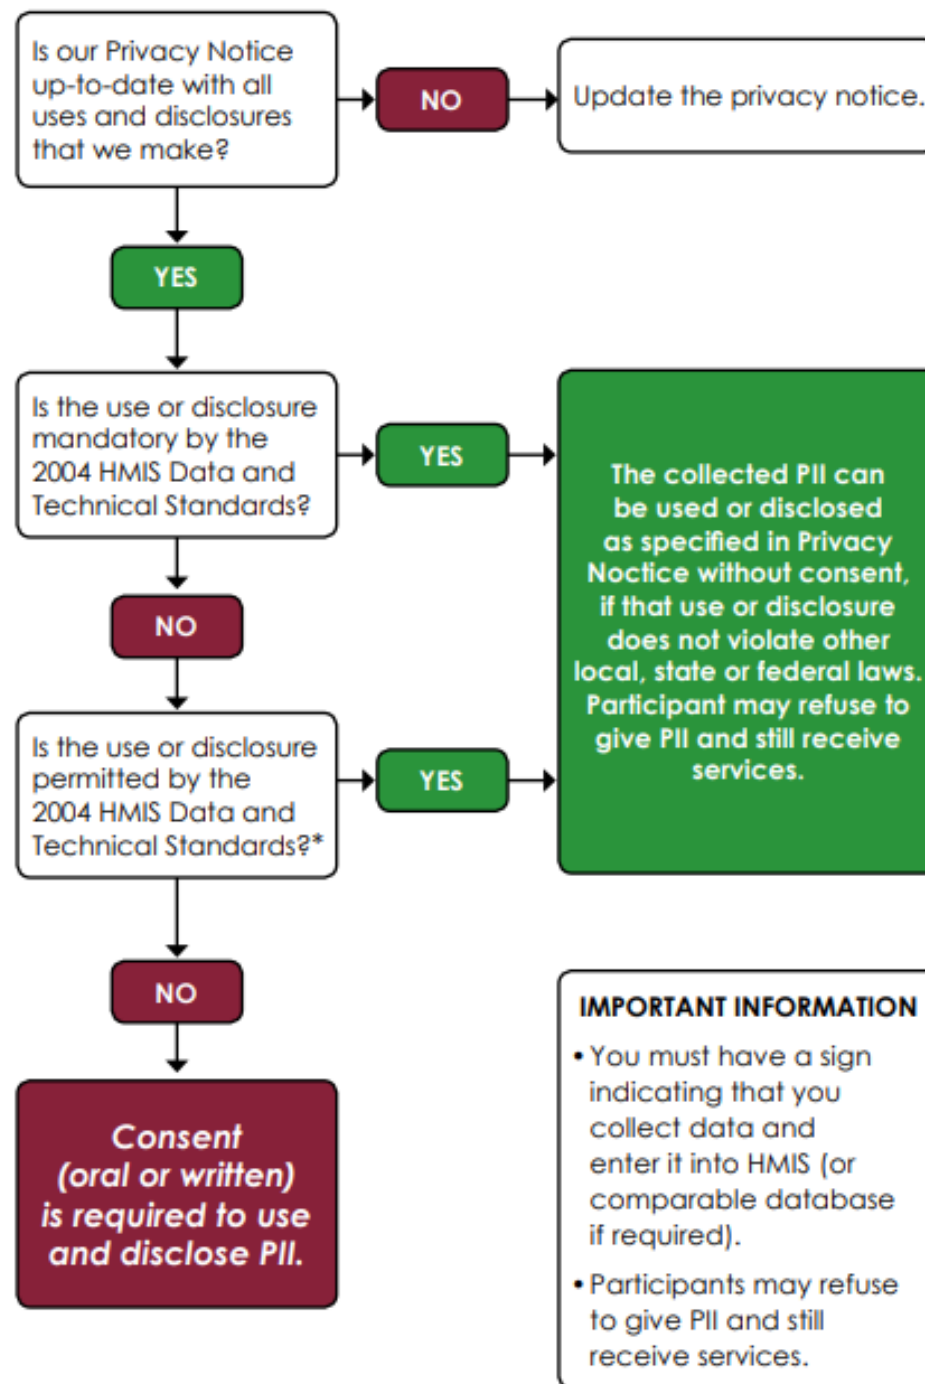 Is our Privacy Notice
up-to-date with all
uses and disclosures
that we make?
NO
Update the privacy notice.
YES
Is the use or disclosure
mandatory by the
2004 HMIS Data and
Technical Standards?
YES
The collected PII can
be used or disclosed
as specified in Privacy
Noctice without consent,
if that use or disclosure
does not violate other
local, state or federal laws.
Participant may refuse to
give PII and still receive
services.
NO
Is the use or disclosure
permitted by the
2004 HMIS Data and
Technical Standards?*
YES
NO
Consent
(oral or written)
is required to use
and disclose PII.
IMPORTANT INFORMATION
• You must have a sign
indicating that you
collect data and
enter it into HMIS (or
comparable database
if required).
• Participants may refuse
to give PII and still
receive services.